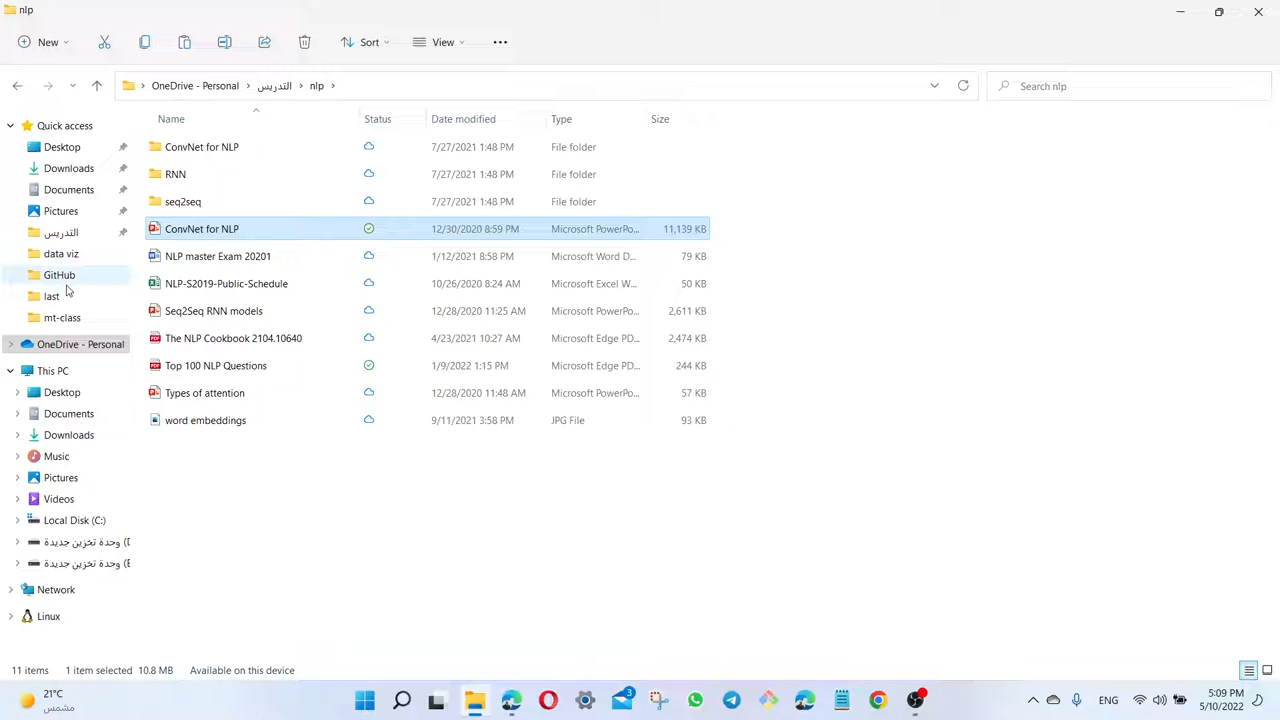 nlp
New
Sort
View
OneDrive - Personal
التدريس
nlp
Search nlp
Name
Status
Date modified
Type
Size
Quick access
Desktop
Downloads
Documents
Pictures
التدريس
data viz
GitHub
last
mt-class
OneDrive - Personal
This PC
Desktop
Documents
Downloads
Music
Pictures
Videos
Local Disk (C:)
وحدة تخزين جديدة (D
وحدة تخزين جديدة (E
Network
Linux
ConvNet for NLP 7/27/2021 1:48 PM File folder
RNN 7/27/2021 1:48 PM File folder
seq2seq 7/27/2021 1:48 PM File folder
ConvNet for NLP 12/30/2020 8:59 PM Microsoft PowerPo... 11,139 KB
NLP master Exam 20201 1/12/2021 8:58 PM Microsoft Word D... 79 KB
NLP-S2019-Public-Schedule 10/26/2020 8:24 AM Microsoft Excel W... 50 KB
Seq2Seq RNN models 12/28/2020 11:25 AM Microsoft PowerPo... 2,611 KB
The NLP Cookbook 2104.10640 4/23/2021 10:27 AM Microsoft Edge PD... 2,474 KB
Top 100 NLP Questions 1/9/2022 1:15 PM Microsoft Edge PD... 244 KB
Types of attention 12/28/2020 11:48 AM Microsoft PowerPo... 57 KB
word embeddings 9/11/2021 3:58 PM JPG File 93 KB
11 items 1 item selected 10.8 MB Available on this device
21°C
مشمس
3
ENG
5:09 PM
5/10/2022